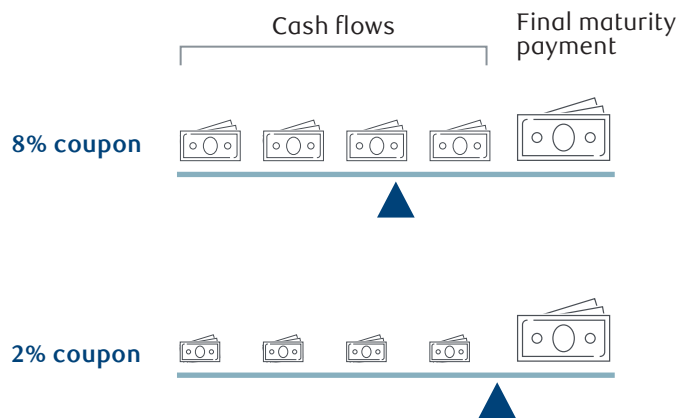 Cash flows
Final maturity
payment
8% coupon
2% coupon